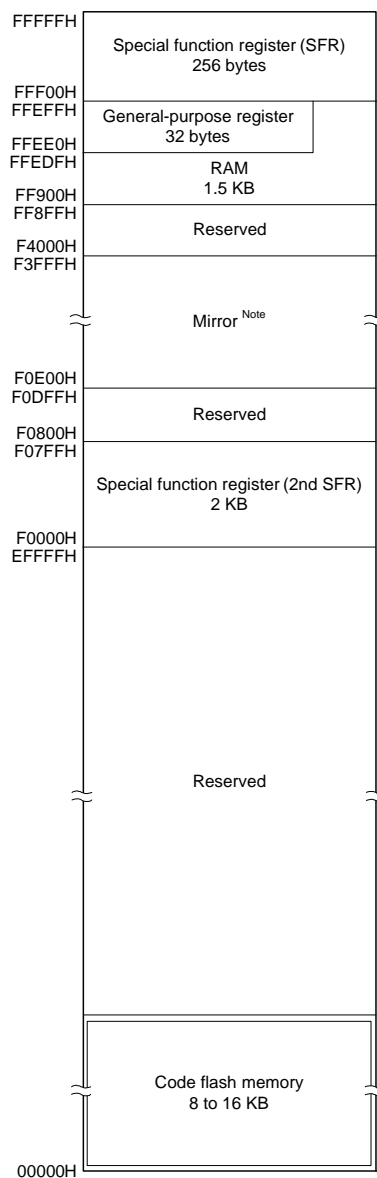 FFFFFH
Special function register (SFR)
256 bytes
FFF00H
FFEFFH
General-purpose register
32 bytes
FFEE0H
FFEDFH
RAM
1.5 KB
FF900H
FF8FFH
Reserved
F4000H
F3FFFH
Mirror Note
F0E00H
F0DFFH
Reserved
F0800H
F07FFH
Special function register (2nd SFR)
2 KB
F0000H
EFFFFH
Reserved
Code flash memory
8 to 16 KB
00000H